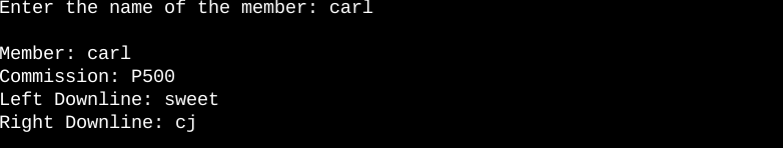 Enter the name of the member: carl
Member: carl
Commission: P500
Left Downline: sweet
Right Downline: cj